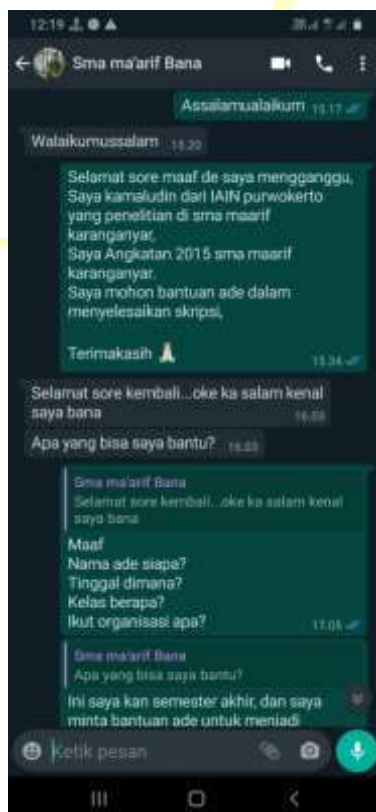 12:19
Sma ma'arif Bana
Assalamualaikum 15.17
Walaikumussalam 15.20
Selamat sore maaf de saya mengganggu,
Saya kamaludin dari IAIN purwokerto
yang penelitian di sma maarif
karanganyar,
Saya Angkatan 2015 sma maarif
karanganyar.
Saya mohon bantuan ade dalam
menyelesaikan skripsi,
Terimakasih 🙏
15.34
Selamat sore kembali...oke ka salam kenal
saya bana
16.03
Apa yang bisa saya bantu? 16.03
Sma ma'arif Bana
Selamat sore kembali...oke ka salam kenal
saya bana
Maaf
Nama ade siapa?
Tinggal dimana?
Kelas berapa?
Ikut organisasi apa?
17.05
Sma ma'arif Bana
Apa yang bisa saya bantu?
Ini saya kan semester akhir, dan saya
minta bantuan ade untuk menjadi
Ketik pesan